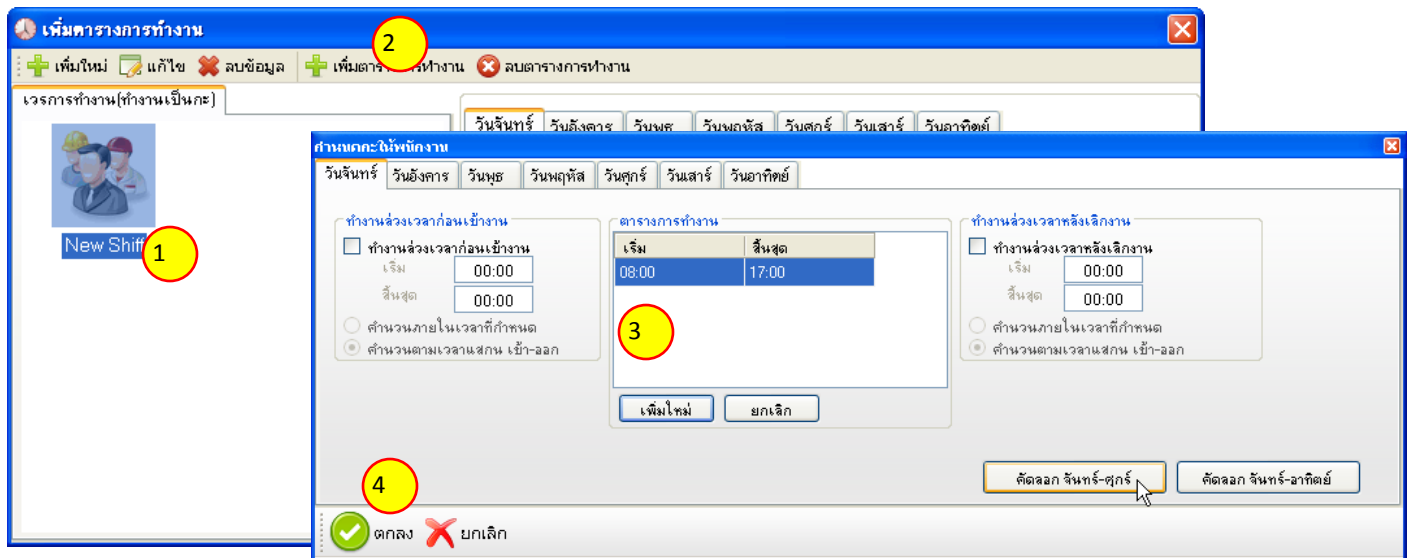 เพิ่มตารางการทำงาน
2
เพิ่มใหม่ แก้ไข ลบข้อมูล เพิ่มตารางการทำงาน ลบตารางการทำงาน
เวรการทำงาน(ทำงานเป็นกะ)
วันจันทร์ วันอังคาร วันพุธ วันพฤหัส วันศุกร์ วันเสาร์ วันอาทิตย์
New Shift
1
กำหนดกะให้พนักงาน
วันจันทร์ วันอังคาร วันพุธ วันพฤหัส วันศุกร์ วันเสาร์ วันอาทิตย์
ทำงานล่วงเวลาก่อนเข้างาน
ทำงานล่วงเวลาก่อนเข้างาน
เริ่ม 00:00
สิ้นสุด 00:00
คำนวนภายในเวลาที่กำหนด
คำนวนตามเวลาแสกน เข้า-ออก
ตารางการทำงาน
เริ่ม สิ้นสุด
08:00 17:00
3
เพิ่มใหม่ ยกเลิก
ทำงานล่วงเวลาหลังเลิกงาน
ทำงานล่วงเวลาหลังเลิกงาน
เริ่ม 00:00
สิ้นสุด 00:00
คำนวนภายในเวลาที่กำหนด
คำนวนตามเวลาแสกน เข้า-ออก
คัดลอก จันทร์-ศุกร์ คัดลอก จันทร์-อาทิตย์
4
ตกลง ยกเลิก